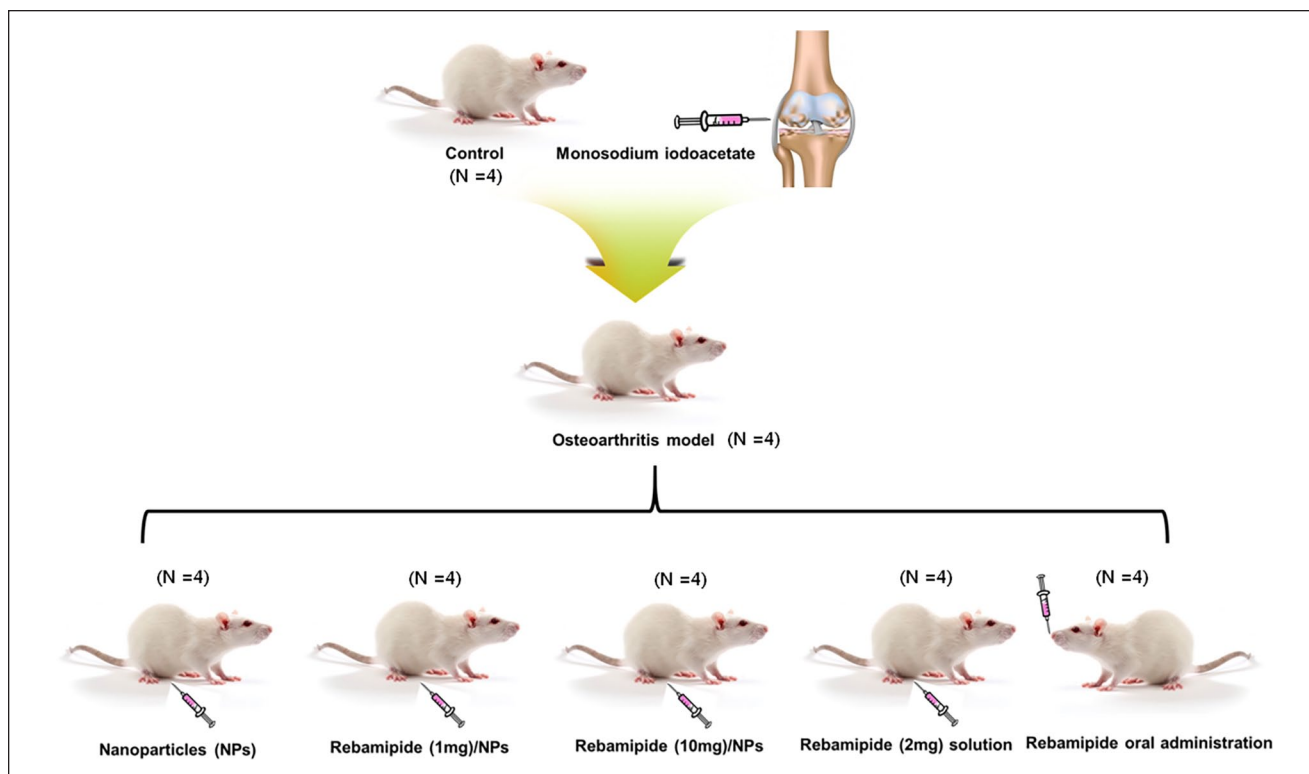 Control
(N =4)
Monosodium iodoacetate
Osteoarthritis model (N =4)
(N =4)
(N =4)
(N =4)
(N =4)
(N =4)
Nanoparticles (NPs)
Rebamipide (1mg)/NPs
Rebamipide (10mg)/NPs
Rebamipide (2mg) solution
Rebamipide oral administration